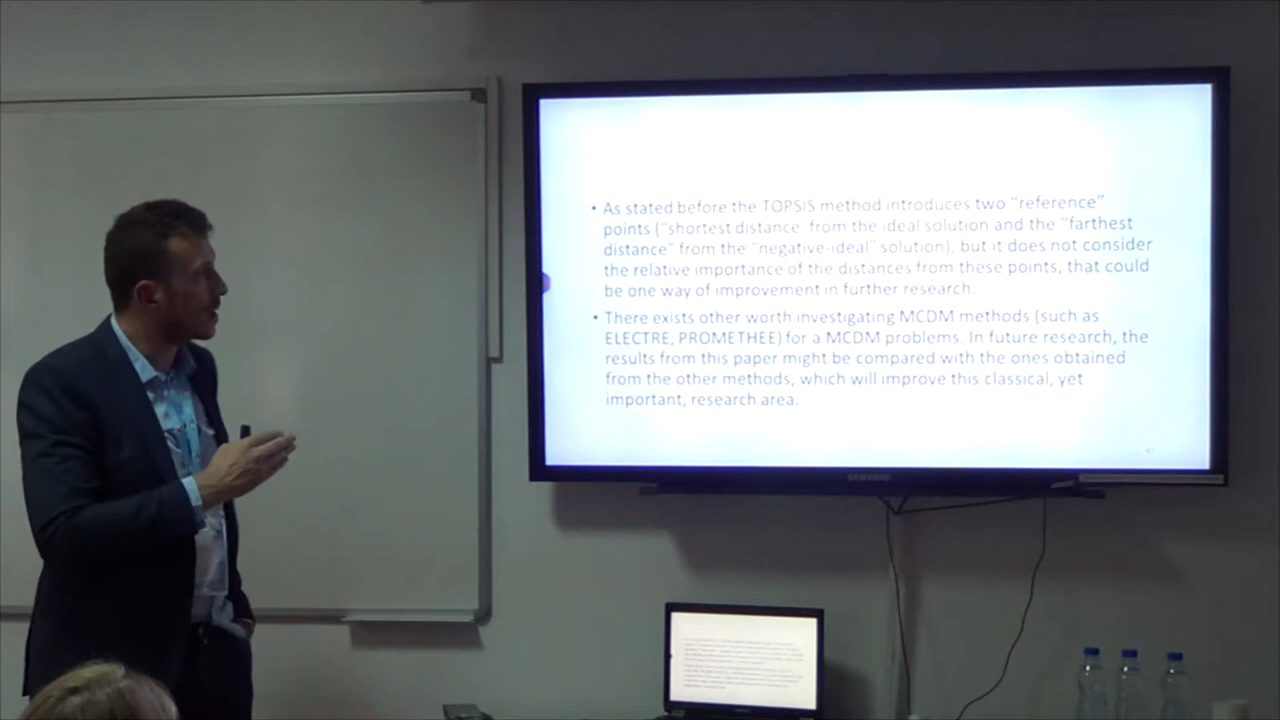 • As stated before the TOPSIS method introduces two “reference”
points (“shortest distance from the ideal solution and the “farthest
distance” from the “negative-ideal” solution), but it does not consider
the relative importance of the distances from these points, that could
be one way of improvement in further research.
• There exists other worth investigating MCDM methods (such as
ELECTRE, PROMETHEE) for a MCDM problems. In future research, the
results from this paper might be compared with the ones obtained
from the other methods, which will improve this classical, yet
important, research area.
SAMSUNG